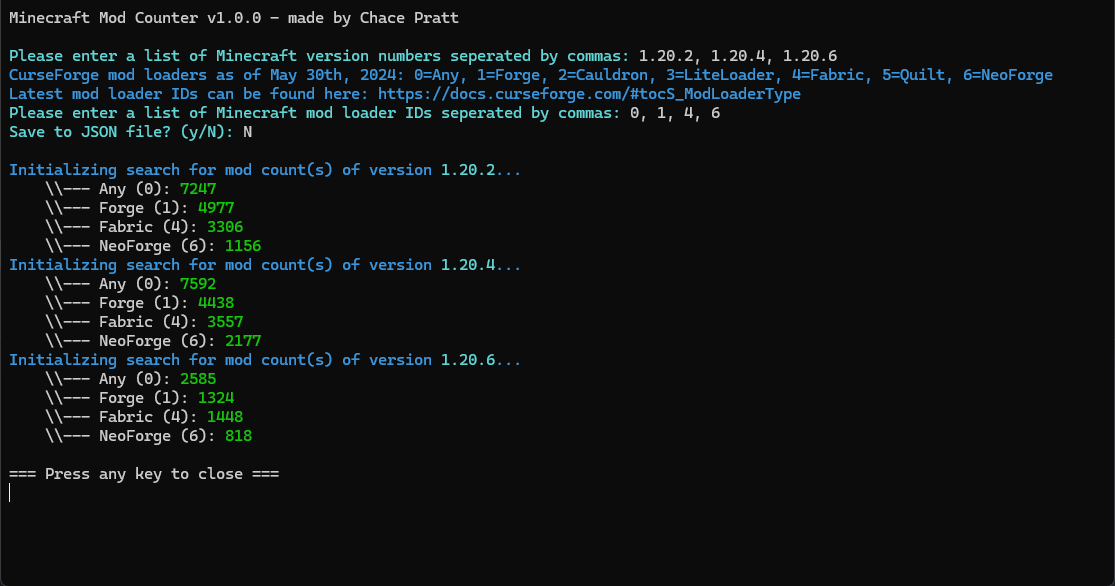 Minecraft Mod Counter v1.0.0 - made by Chace Pratt
Please enter a list of Minecraft version numbers seperated by commas: 1.20.2, 1.20.4, 1.20.6
CurseForge mod loaders as of May 30th, 2024: 0=Any, 1=Forge, 2=Cauldron, 3=LiteLoader, 4=Fabric, 5=Quilt, 6=NeoForge
Latest mod loader IDs can be found here: https://docs.curseforge.com/#tocS_ModLoaderType
Please enter a list of Minecraft mod loader IDs seperated by commas: 0, 1, 4, 6
Save to JSON file? (y/N): N
Initializing search for mod count(s) of version 1.20.2...
\\--- Any (0): 7247
\\--- Forge (1): 4977
\\--- Fabric (4): 3306
\\--- NeoForge (6): 1156
Initializing search for mod count(s) of version 1.20.4...
\\--- Any (0): 7592
\\--- Forge (1): 4438
\\--- Fabric (4): 3557
\\--- NeoForge (6): 2177
Initializing search for mod count(s) of version 1.20.6...
\\--- Any (0): 2585
\\--- Forge (1): 1324
\\--- Fabric (4): 1448
\\--- NeoForge (6): 818
=== Press any key to close ===